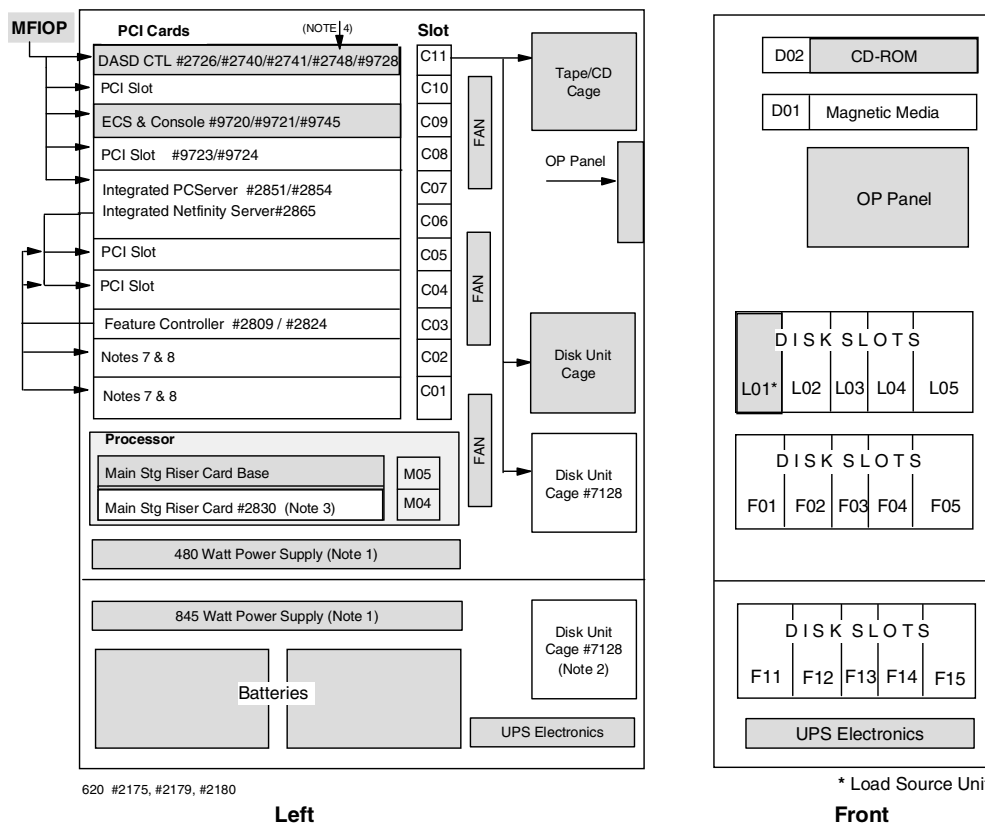 MFIOP
PCI Cards
(NOTE 4)
Slot
DASD CTL #2726/#2740/#2741/#2748/#9728
C11
PCI Slot
C10
ECS & Console #9720/#9721/#9745
C09
PCI Slot #9723/#9724
C08
Integrated PCServer #2851/#2854
C07
Integrated Netfinity Server#2865
C06
PCI Slot
C05
PCI Slot
C04
Feature Controller #2809 / #2824
C03
Notes 7 & 8
C02
Notes 7 & 8
C01
FAN
FAN
FAN
Tape/CD
Cage
OP Panel
Disk Unit
Cage
Disk Unit
Cage #7128
Processor
Main Stg Riser Card Base
M05
Main Stg Riser Card #2830 (Note 3)
M04
480 Watt Power Supply (Note 1)
845 Watt Power Supply (Note 1)
Disk Unit
Cage #7128
(Note 2)
Batteries
UPS Electronics
620 #2175, #2179, #2180
Left
D02 CD-ROM
D01 Magnetic Media
OP Panel
DISK SLOTS
L01* L02 L03 L04 L05
DISK SLOTS
F01 F02 F03 F04 F05
DISK SLOTS
F11 F12 F13 F14 F15
UPS Electronics
* Load Source Unit
Front